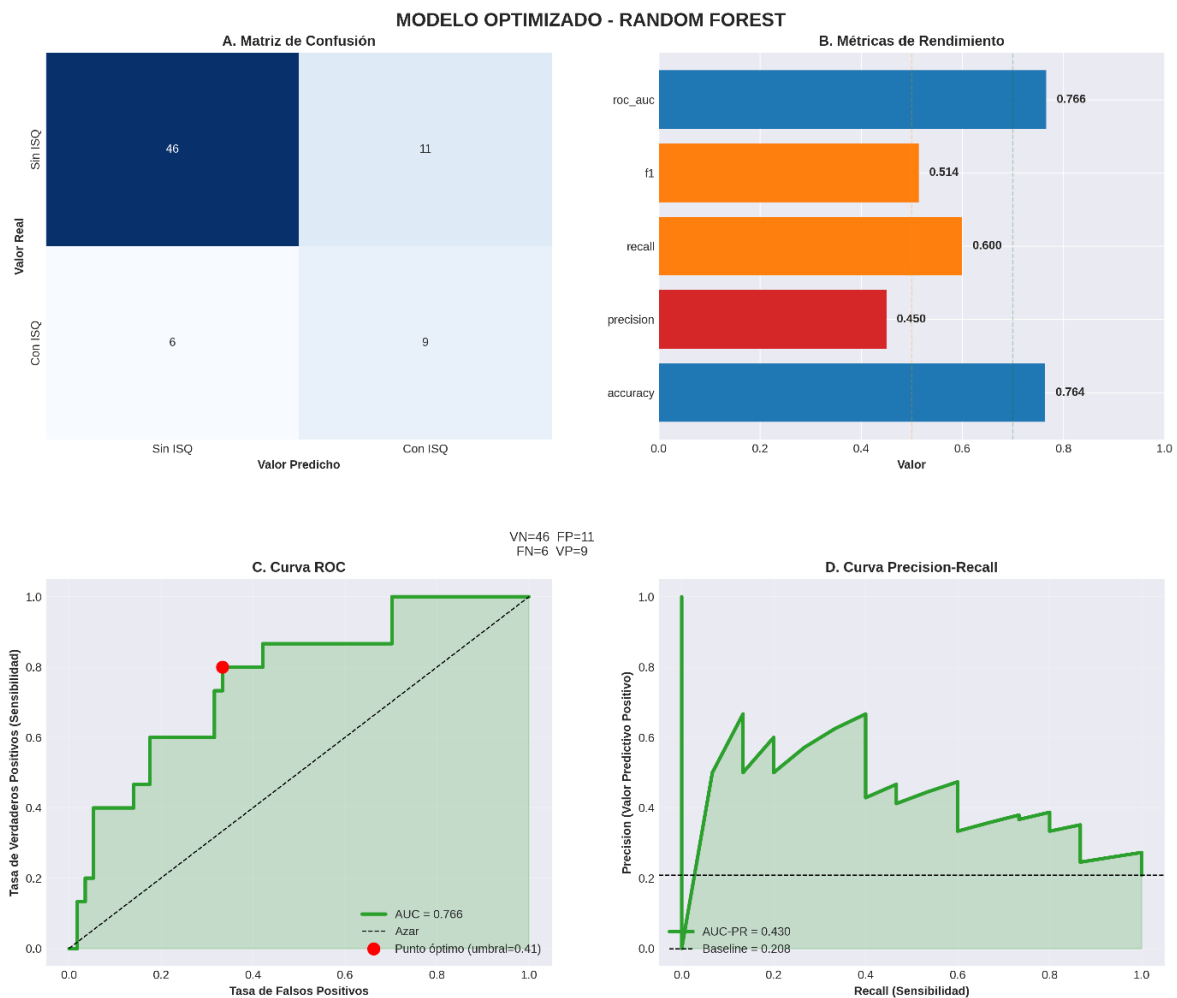 MODELO OPTIMIZADO - RANDOM FOREST
A. Matriz de Confusión
Valor Real
Sin ISQ
Con ISQ
46
11
6
9
Sin ISQ
Con ISQ
Valor Predicho
VN=46 FP=11
FN=6 VP=9
B. Métricas de Rendimiento
roc_auc
0.766
f1
0.514
recall
0.600
precision
0.450
accuracy
0.764
0.0
0.2
0.4
0.6
0.8
1.0
Valor
C. Curva ROC
Tasa de Verdaderos Positivos (Sensibilidad)
1.0
0.8
0.6
0.4
0.2
0.0
AUC = 0.766
Azar
Punto óptimo (umbral=0.41)
0.0
0.2
0.4
0.6
0.8
1.0
Tasa de Falsos Positivos
D. Curva Precision-Recall
Precision (Valor Predictivo Positivo)
1.0
0.8
0.6
0.4
0.2
0.0
AUC-PR = 0.430
Baseline = 0.208
0.0
0.2
0.4
0.6
0.8
1.0
Recall (Sensibilidad)